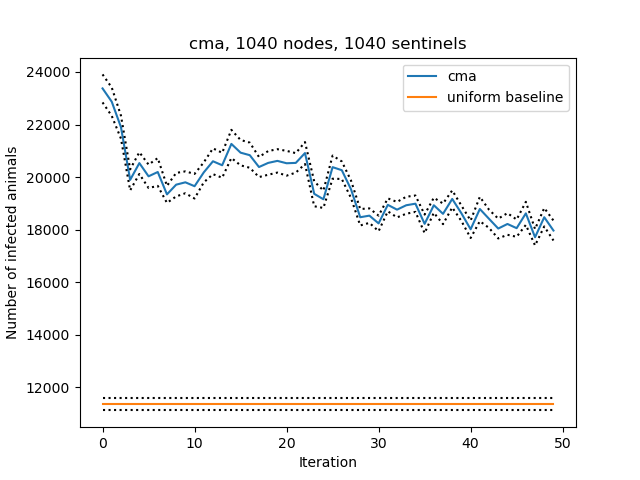 cma, 1040 nodes, 1040 sentinels
cma
uniform baseline
Number of infected animals
24000
22000
20000
18000
16000
14000
12000
0 10 20 30 40 50
Iteration